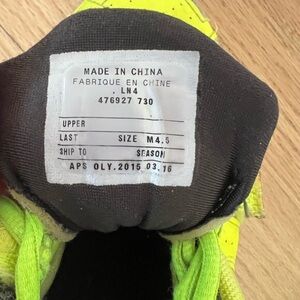 MADE IN CHINA
FABRIQUE EN CHINE
. LN4
476927 730
UPPER
LAST SIZE M4.5
SHIP TO SEASON
APS OLY.2015 03.16